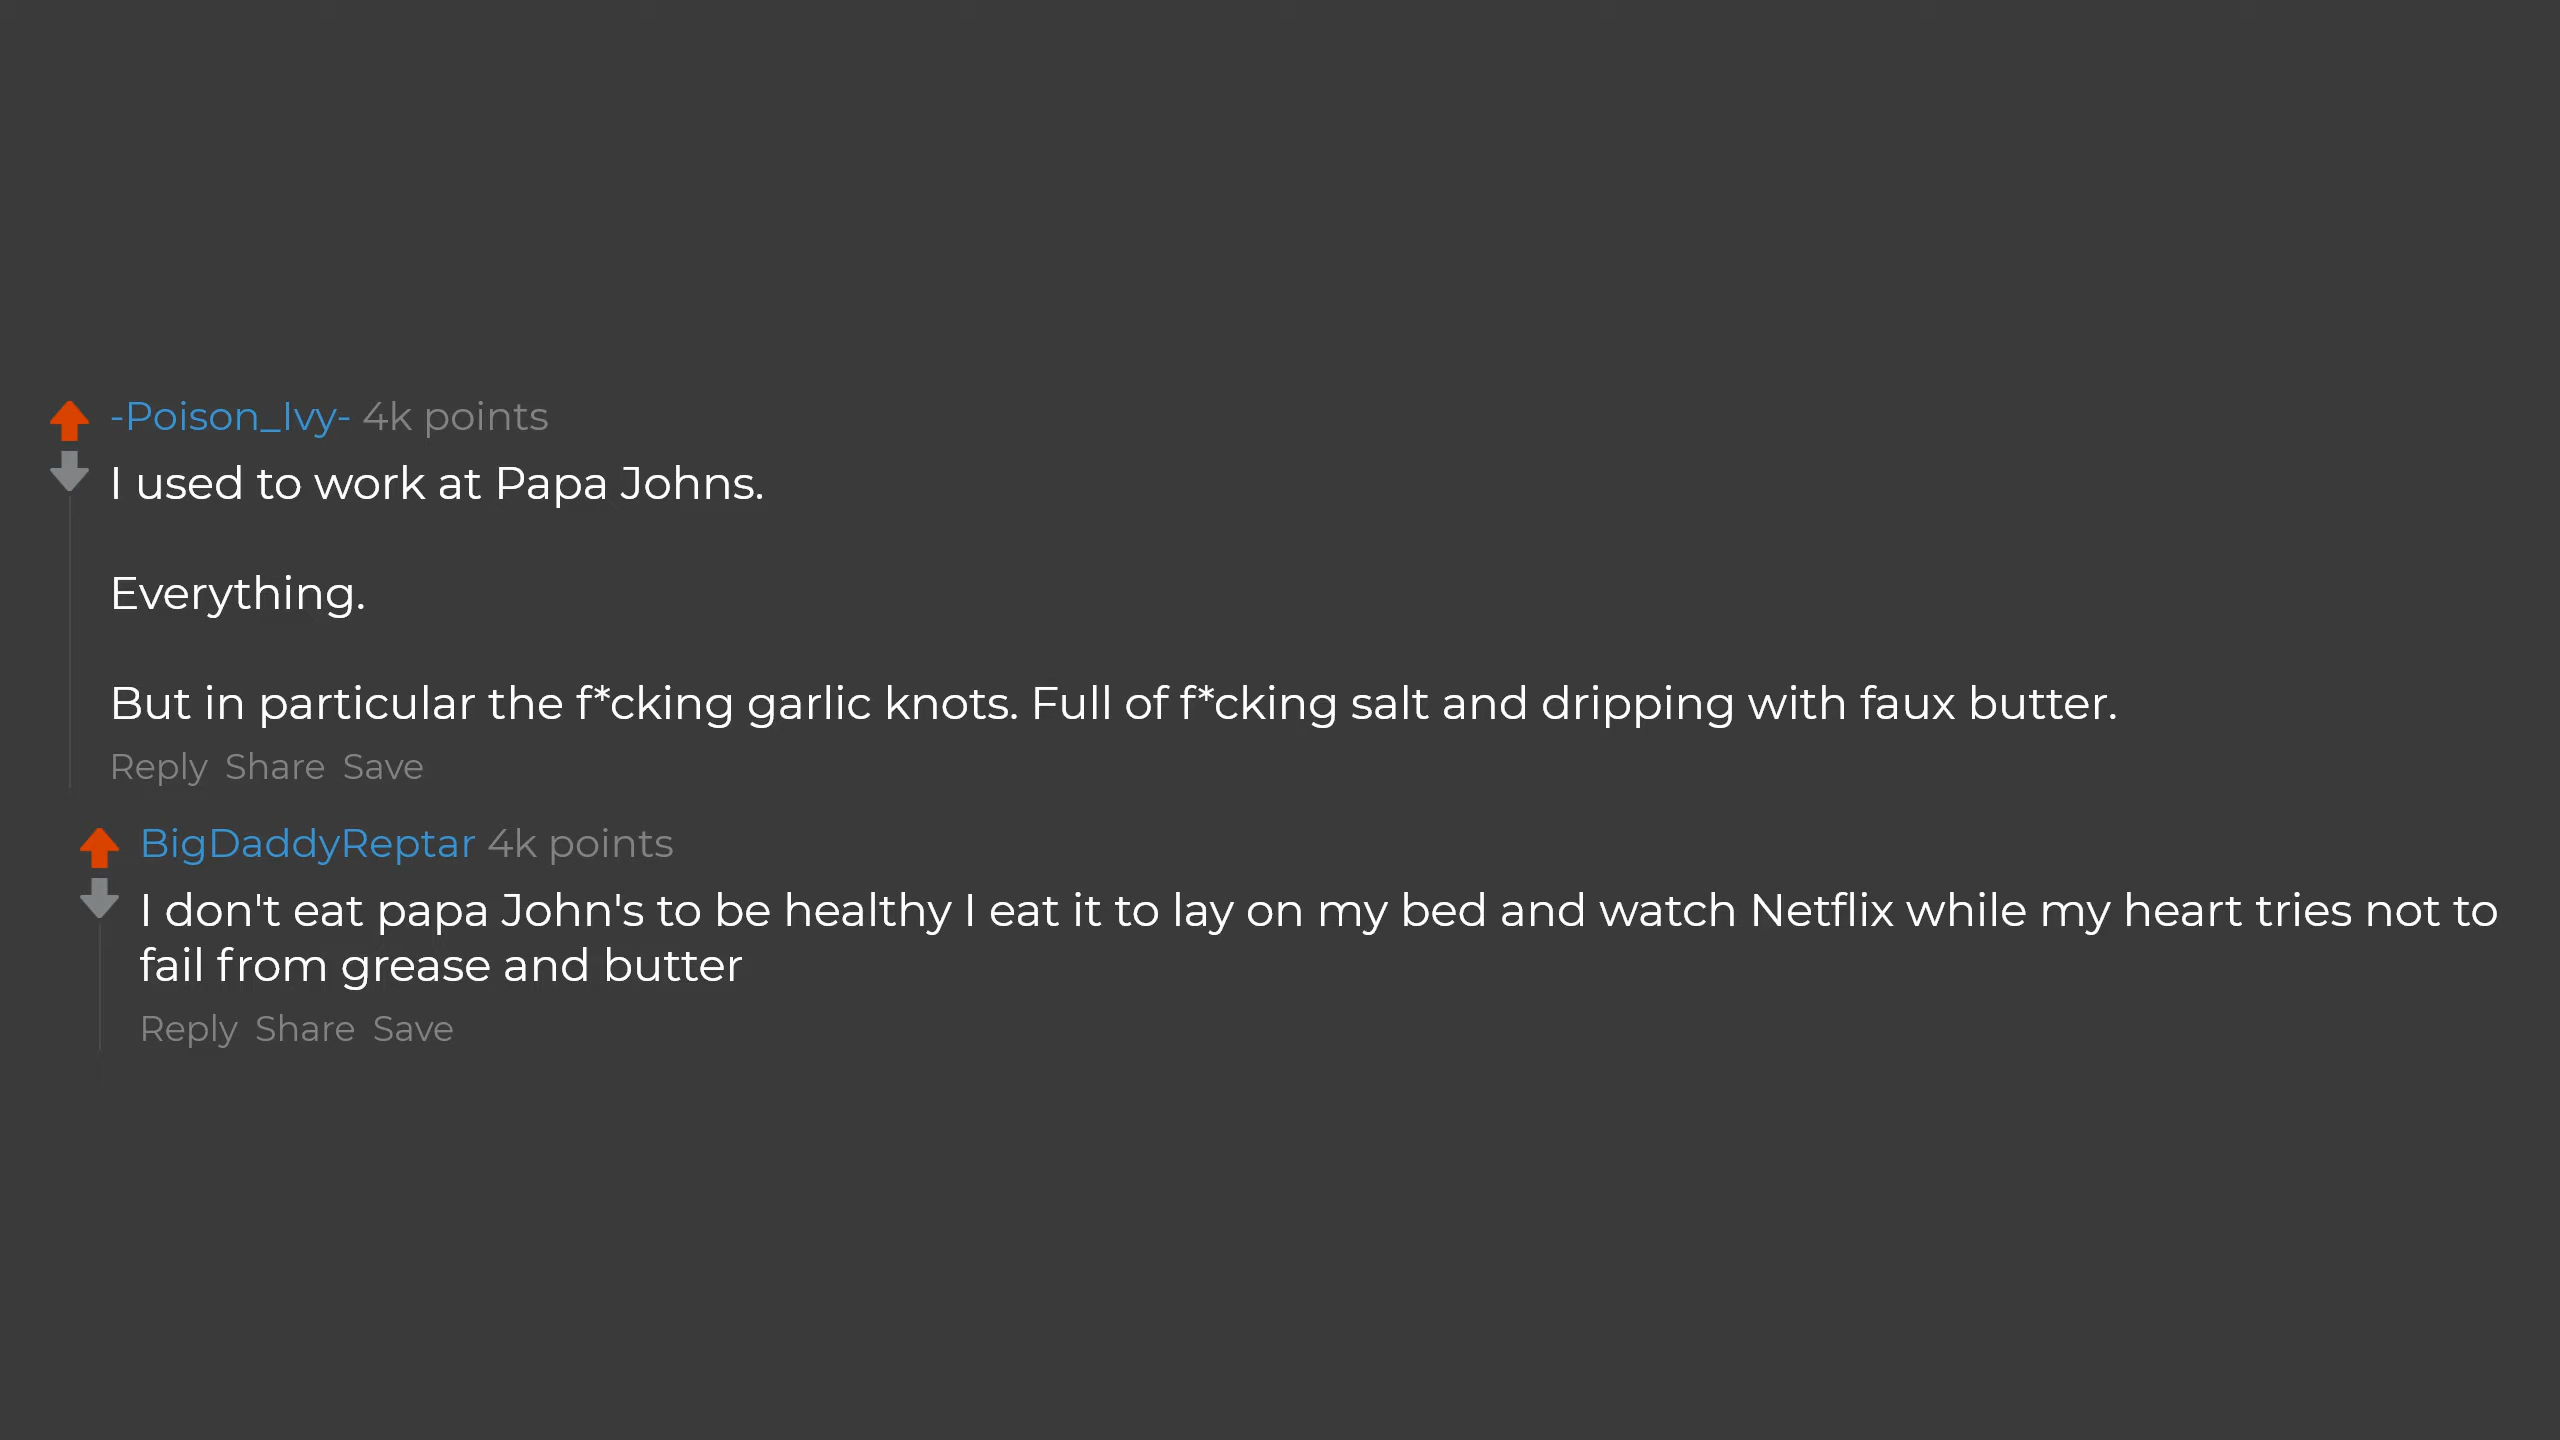 -Poison_Ivy- 4k points
I used to work at Papa Johns.
Everything.
But in particular the f*cking garlic knots. Full of f*cking salt and dripping with faux butter.
Reply Share Save
BigDaddyReptar 4k points
I don't eat papa John's to be healthy I eat it to lay on my bed and watch Netflix while my heart tries not to
fail from grease and butter
Reply Share Save